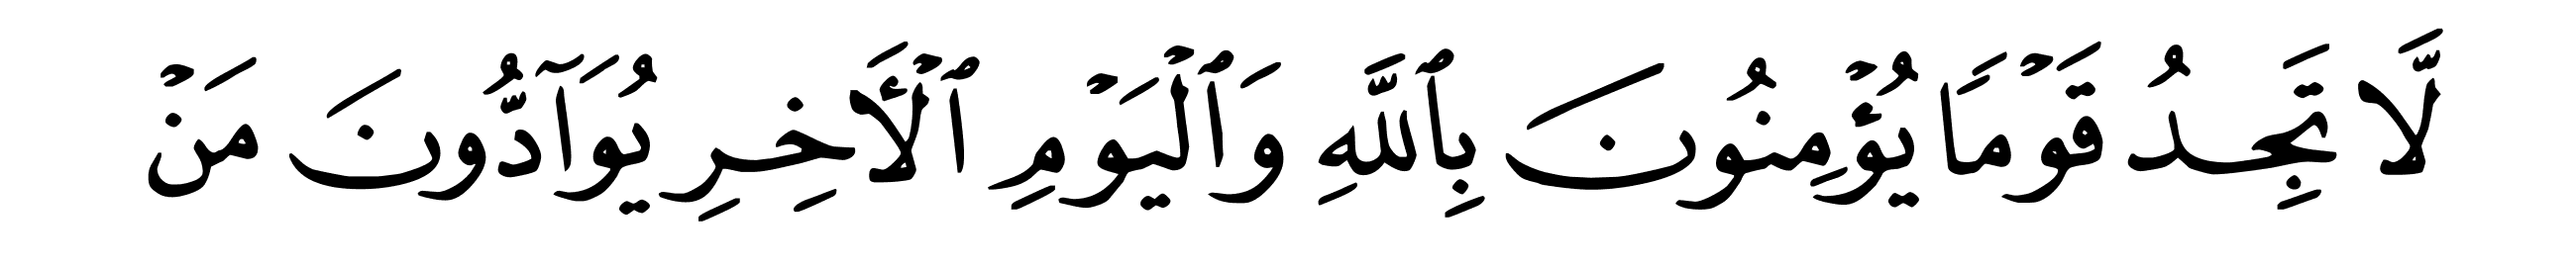 لَّا تَجِدُ قَوۡمَٗا يُؤۡمِنُونَ بِٱللَّهِ وَٱلۡيَوۡمِ ٱلۡأَٓخِرِ يُوَآدُّونَ مَنۡ